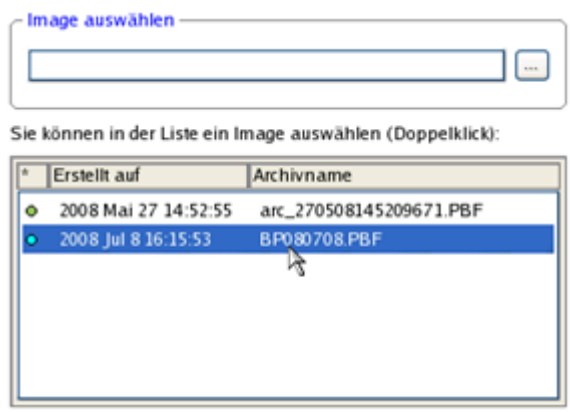 Image auswählen
...
Sie können in der Liste ein Image auswählen (Doppelklick):
* Erstellt auf Archivname
2008 Mai 27 14:52:55 arc_270508145209671.PBF
2008 Jul 8 16:15:53 BP080708.PBF